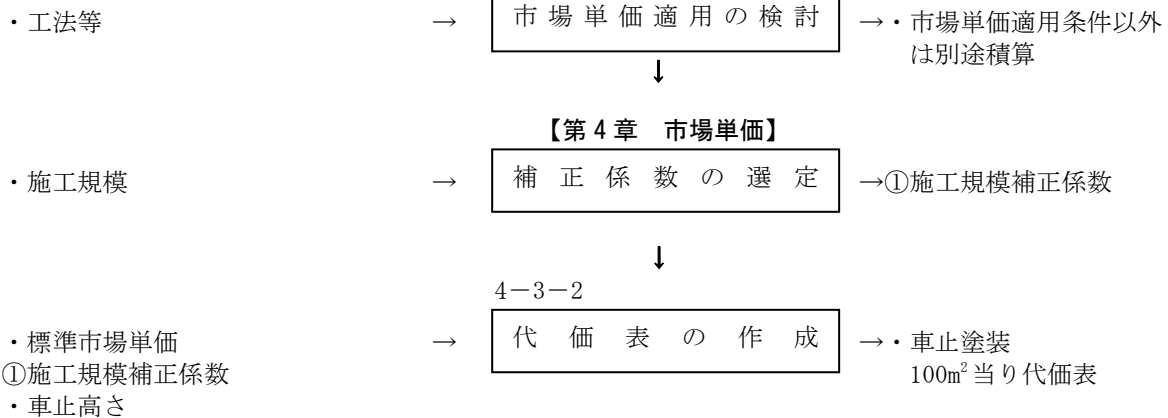 ・工法等 → 市場単価適用の検討 →・市場単価適用条件以外
は別途積算
↓
【第4章 市場単価】
・施工規模 → 補正係数の選定 →①施工規模補正係数
↓
4-3-2
・標準市場単価 → 代価表の作成 →・車止塗装
①施工規模補正係数 100m²当り代価表
・車止高さ